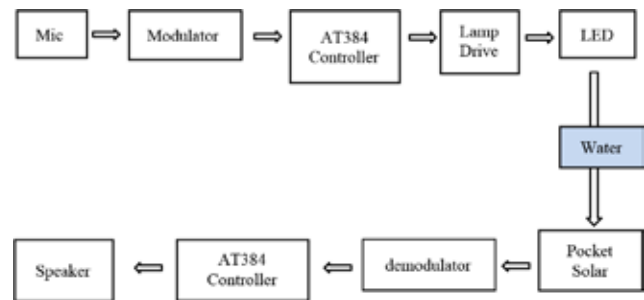 Mic
Modulator
AT384
Controller
Lamp
Drive
LED
Water
Pocket
Solar
demodulator
AT384
Controller
Speaker